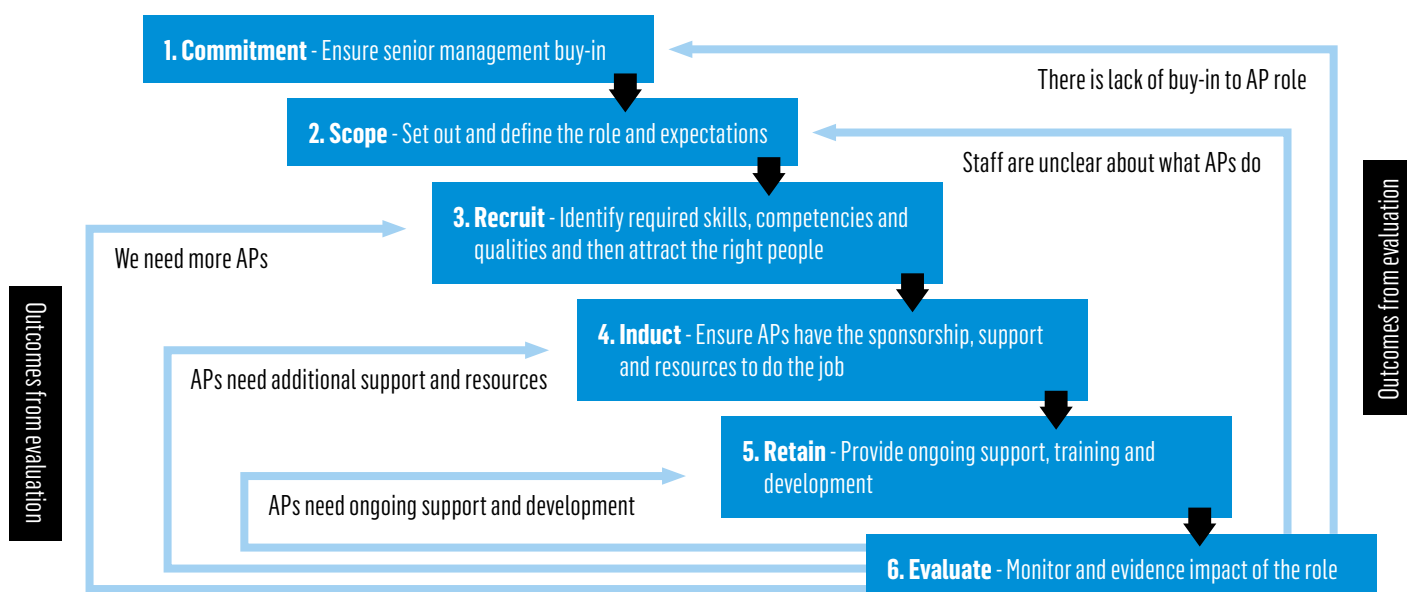 1. Commitment - Ensure senior management buy-in
There is lack of buy-in to AP role
2. Scope - Set out and define the role and expectations
Staff are unclear about what APs do
3. Recruit - Identify required skills, competencies and
qualities and then attract the right people
We need more APs
4. Induct - Ensure APs have the sponsorship, support
and resources to do the job
APs need additional support and resources
5. Retain - Provide ongoing support, training and
development
APs need ongoing support and development
6. Evaluate - Monitor and evidence impact of the role
Outcomes from evaluation
Outcomes from evaluation